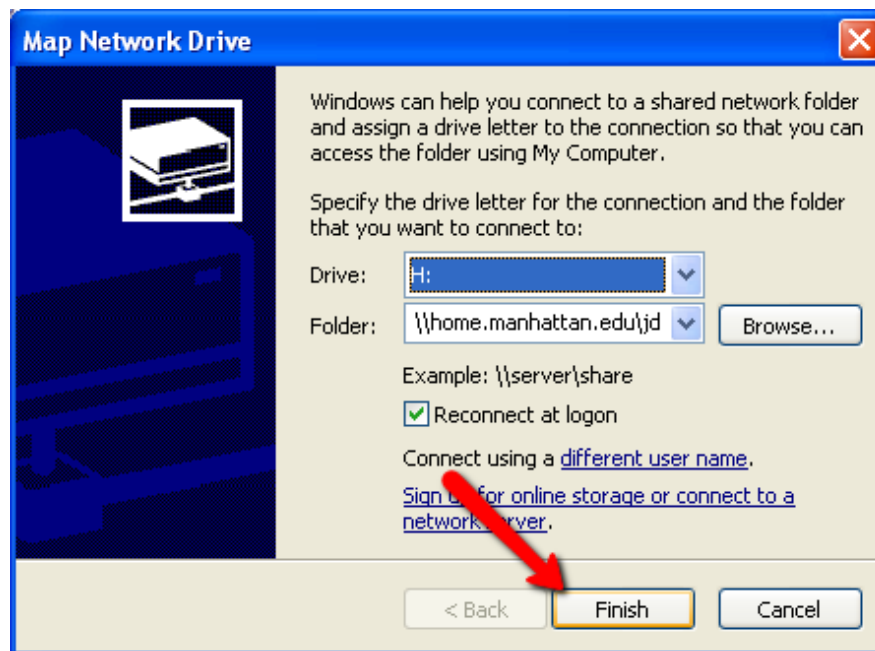 Map Network Drive
Windows can help you connect to a shared network folder
and assign a drive letter to the connection so that you can
access the folder using My Computer.
Specify the drive letter for the connection and the folder
that you want to connect to:
Drive: H:
Folder: \\home.manhattan.edu\jd Browse...
Example: \\server\share
Reconnect at logon
Connect using a different user name.
Sign for online storage or connect to a
network .
< Back Finish Cancel